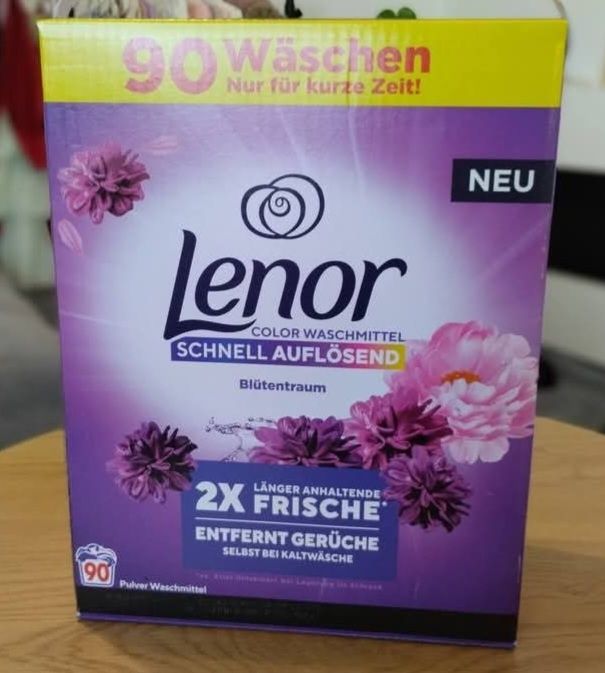 90 Wäschen
Nur für kurze Zeit!
NEU
Lenor
COLOR WASCHMITTEL
SCHNELL AUFLÖSEND
Blütentraum
2X LÄNGER ANHALTENDE
FRISCHE*
ENTFERNT GERÜCHE
SELBST BEI KALTWÄSCHE
90
Pulver Waschmittel